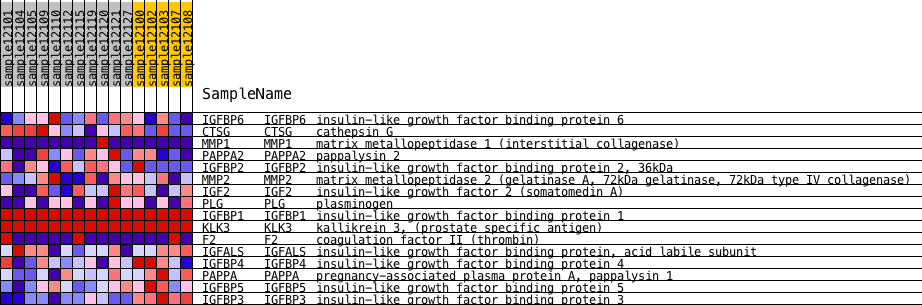 sample12101
sample12104
sample12105
sample12109
sample12110
sample12112
sample12115
sample12119
sample12120
sample12121
sample12127
sample12100
sample12102
sample12103
sample12107
sample12108
SampleName
IGFBP6 IGFBP6 insulin-like growth factor binding protein 6
CTSG CTSG cathepsin G
MMP1 MMP1 matrix metallopeptidase 1 (interstitial collagenase)
PAPPA2 PAPPA2 pappalysin 2
IGFBP2 IGFBP2 insulin-like growth factor binding protein 2, 36kDa
MMP2 MMP2 matrix metallopeptidase 2 (gelatinase A, 72kDa gelatinase, 72kDa type IV collagenase)
IGF2 IGF2 insulin-like growth factor 2 (somatomedin A)
PLG PLG plasminogen
IGFBP1 IGFBP1 insulin-like growth factor binding protein 1
KLK3 KLK3 kallikrein 3, (prostate specific antigen)
F2 F2 coagulation factor II (thrombin)
IGFALS IGFALS insulin-like growth factor binding protein, acid labile subunit
IGFBP4 IGFBP4 insulin-like growth factor binding protein 4
PAPPA PAPPA pregnancy-associated plasma protein A, pappalysin 1
IGFBP5 IGFBP5 insulin-like growth factor binding protein 5
IGFBP3 IGFBP3 insulin-like growth factor binding protein 3